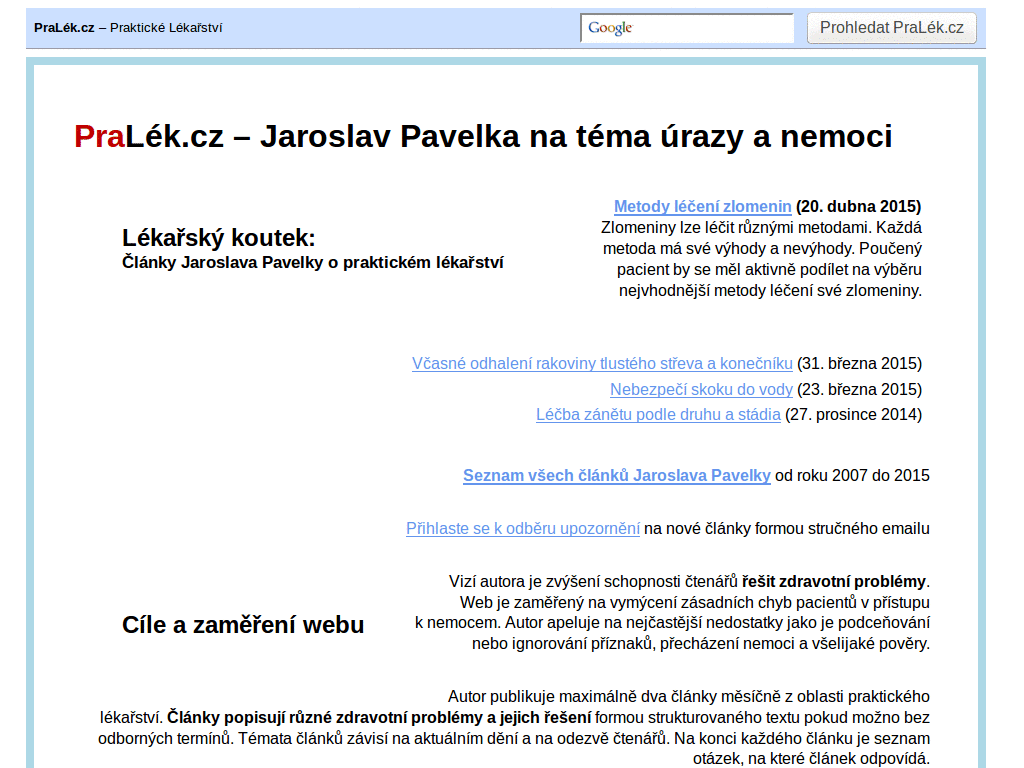 PraLék.cz – Praktické Lékařství
Google
Prohledat PraLék.cz
PraLék.cz – Jaroslav Pavelka na téma úrazy a nemoci
Lékařský koutek:
Články Jaroslava Pavelky o praktickém lékařství
Metody léčení zlomenin (20. dubna 2015)
Zlomeniny lze léčit různými metodami. Každá
metoda má své výhody a nevýhody. Poučený
pacient by se měl aktivně podílet na výběru
nejvhodnější metody léčení své zlomeniny.
Včasné odhalení rakoviny tlustého střeva a konečníku (31. března 2015)
Nebezpečí skoku do vody (23. března 2015)
Léčba zánětu podle druhu a stádia (27. prosince 2014)
Seznam všech článků Jaroslava Pavelky od roku 2007 do 2015
Přihlaste se k odběru upozornění na nové články formou stručného emailu
Cíle a zaměření webu
Vizí autora je zvýšení schopnosti čtenářů řešit zdravotní problémy.
Web je zaměřený na vymýcení zásadních chyb pacientů v přístupu
k nemocem. Autor apeluje na nejčastější nedostatky jako je podceňování
nebo ignorování příznaků, přecházení nemoci a všelijaké pověry.
Autor publikuje maximálně dva články měsíčně z oblasti praktického
lékařství. Články popisují různé zdravotní problémy a jejich řešení formou strukturovaného textu pokud možno bez
odborných termínů. Témata článků závisí na aktuálním dění a na odezvě čtenářů. Na konci každého článku je seznam
otázek, na které článek odpovídá.